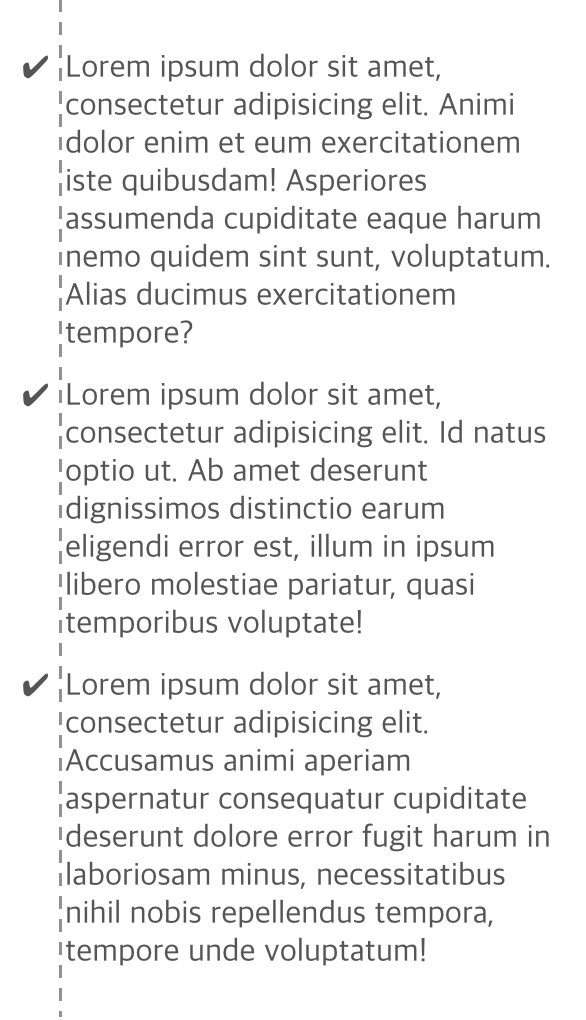 ✔ Lorem ipsum dolor sit amet,
consectetur adipisicing elit. Animi
dolor enim et eum exercitationem
iste quibusdam! Asperiores
assumenda cupiditate eaque harum
nemo quidem sint sunt, voluptatum.
Alias ducimus exercitationem
tempore?
✔ Lorem ipsum dolor sit amet,
consectetur adipisicing elit. Id natus
optio ut. Ab amet deserunt
dignissimos distinctio earum
eligendi error est, illum in ipsum
libero molestiae pariatur, quasi
temporibus voluptate!
✔ Lorem ipsum dolor sit amet,
consectetur adipisicing elit.
Accusamus animi aperiam
aspernatur consequatur cupiditate
deserunt dolore error fugit harum in
laboriosam minus, necessitatibus
nihil nobis repellendus tempora,
tempore unde voluptatum!